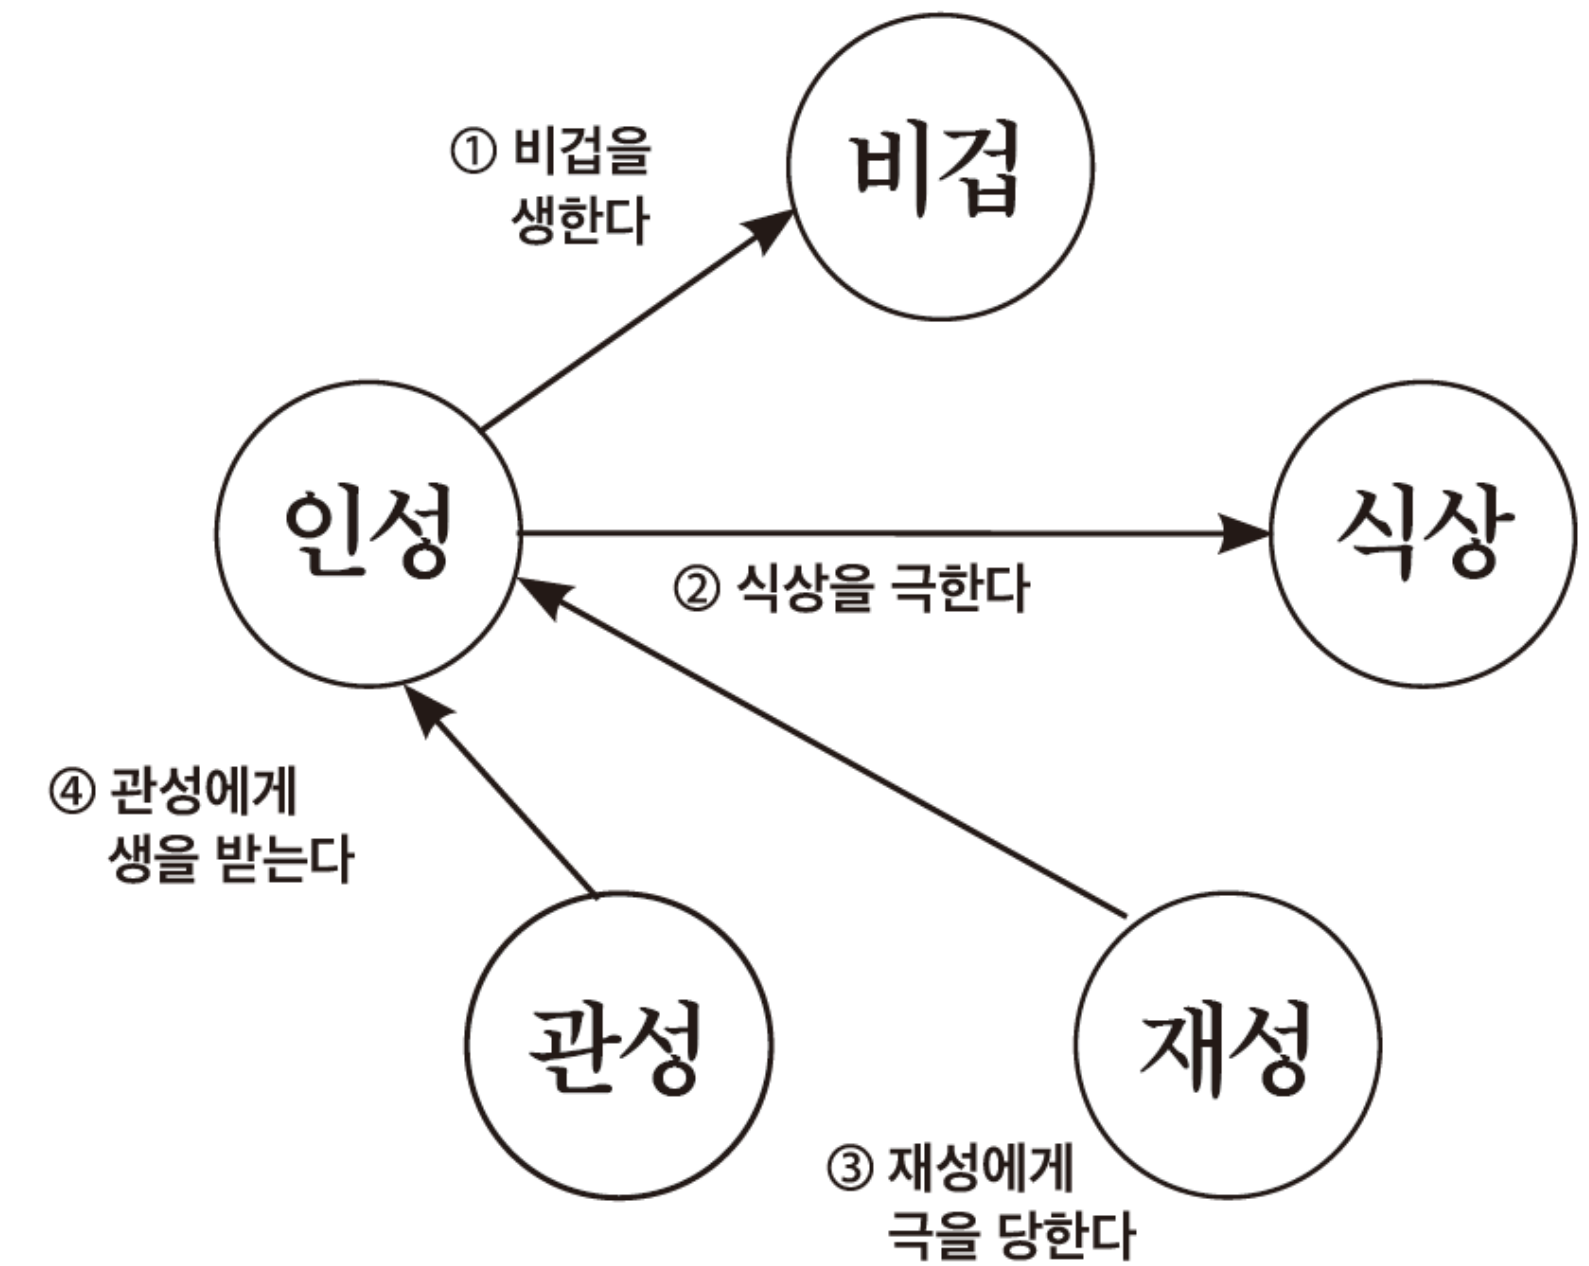 비겁
① 비겁을
생한다
인성
식상
② 식상을 극한다
④ 관성에게
생을 받는다
관성
재성
③ 재성에게
극을 당한다